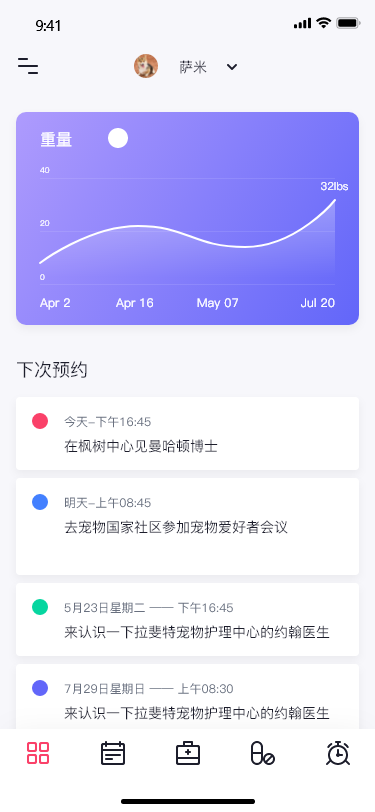 9:41
萨米
重量
40
32lbs
20
0
Apr 2 Apr 16 May 07 Jul 20
下次预约
今天-下午16:45
在枫树中心见曼哈顿博士
明天-上午08:45
去宠物国家社区参加宠物爱好者会议
5月23日星期二 —— 下午16:45
来认识一下拉斐特宠物护理中心的约翰医生
7月29日星期日 —— 上午08:30
来认识一下拉斐特宠物护理中心的约翰医生